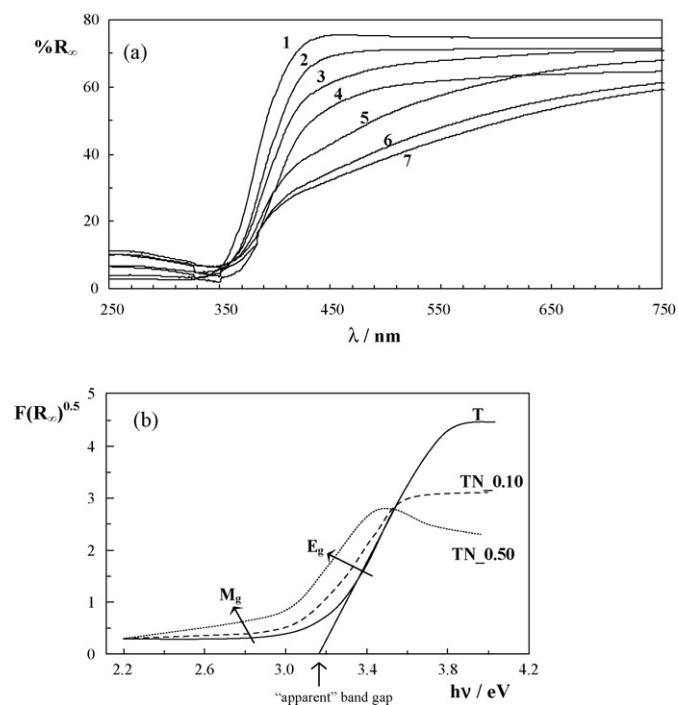 80
%R∞
(a)
1
2
60
3
4
5
40
6
7
20
0
250 350 450 550 650 750
λ / nm
5
F(R∞)^0.5
(b)
T
4
TN_0.10
3
Eg
TN_0.50
2
Mg
1
0
2.2 2.6 3.0 3.4 3.8 4.2
hν / eV
“apparent” band gap